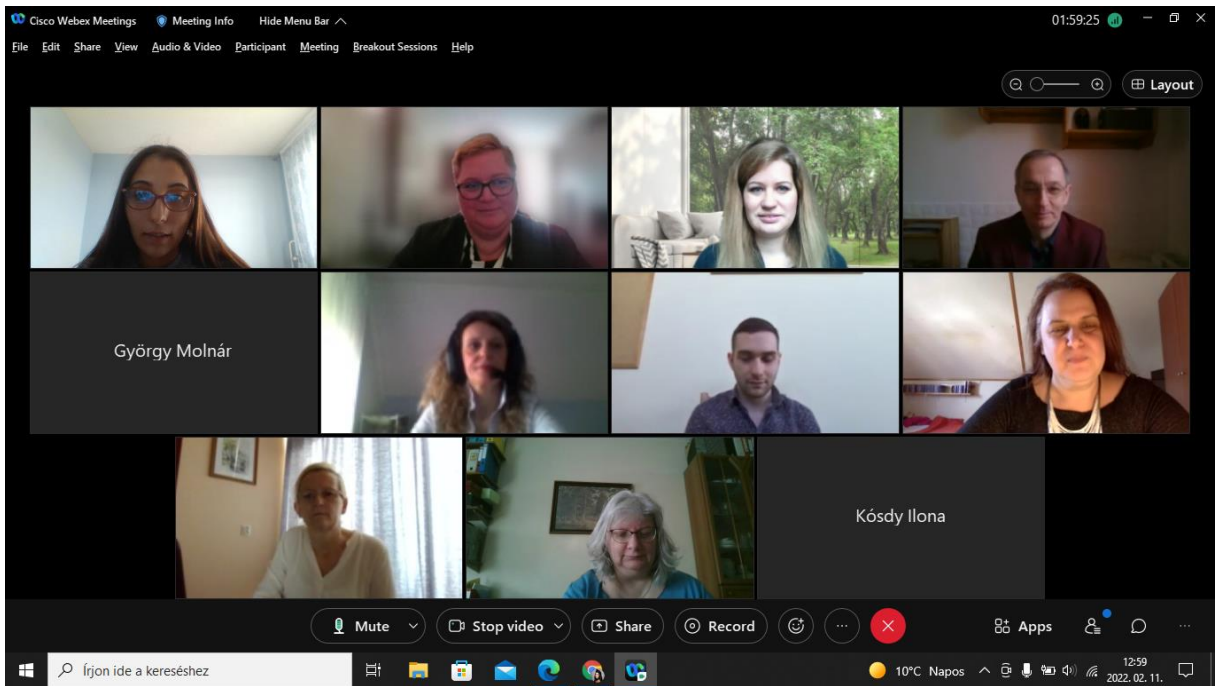 Cisco Webex Meetings Meeting Info Hide Menu Bar 01:59:25
File Edit Share View Audio & Video Participant Meeting Breakout Sessions Help
Layout
György Molnár
Kósdy Ilona
Mute Stop video Share Record Apps
Írjon ide a kereséshez 10°C Napos 12:59
2022. 02. 11.